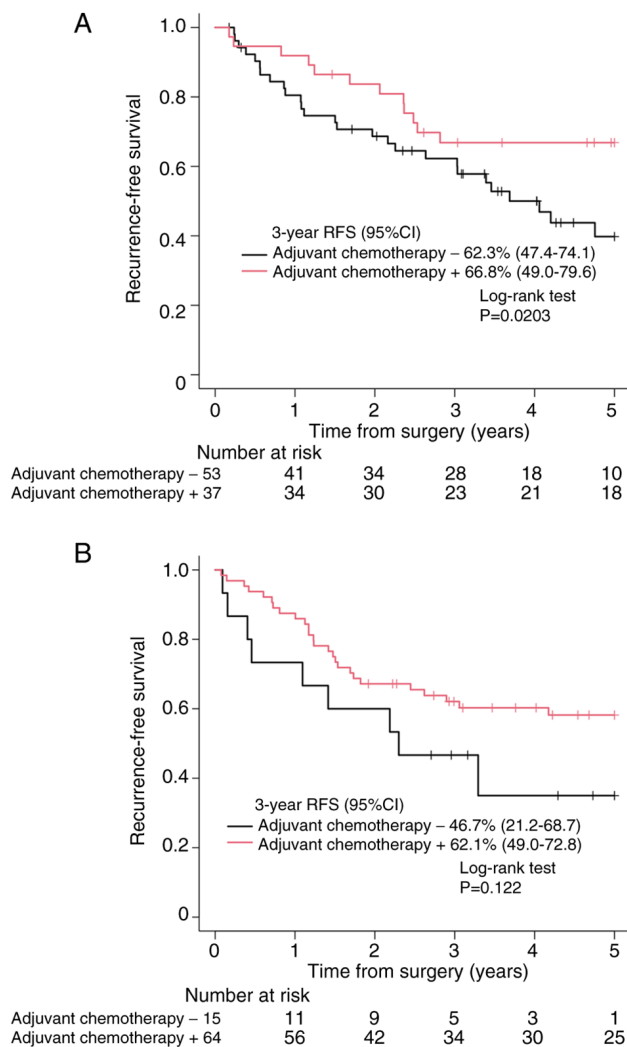 A
1.0
0.8
0.6
0.4
0.2
0
Recurrence-free survival
3-year RFS (95%CI)
Adjuvant chemotherapy – 62.3% (47.4-74.1)
Adjuvant chemotherapy + 66.8% (49.0-79.6)
Log-rank test
P=0.0203
0 1 2 3 4 5
Time from surgery (years)
Number at risk
Adjuvant chemotherapy – 53 41 34 28 18 10
Adjuvant chemotherapy + 37 34 30 23 21 18
B
1.0
0.8
0.6
0.4
0.2
0
Recurrence-free survival
3-year RFS (95%CI)
Adjuvant chemotherapy – 46.7% (21.2-68.7)
Adjuvant chemotherapy + 62.1% (49.0-72.8)
Log-rank test
P=0.122
0 1 2 3 4 5
Time from surgery (years)
Number at risk
Adjuvant chemotherapy – 15 11 9 5 3 1
Adjuvant chemotherapy + 64 56 42 34 30 25